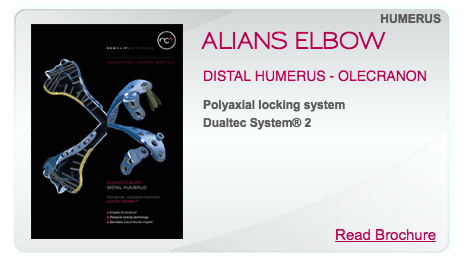 HUMERUS
ALIANS ELBOW
DISTAL HUMERUS - OLECRANON
Polyaxial locking system
Dualtec System® 2
Read Brochure
NEWCLIP TECHNICS
ALIANS ELBOW
DISTAL HUMERUS